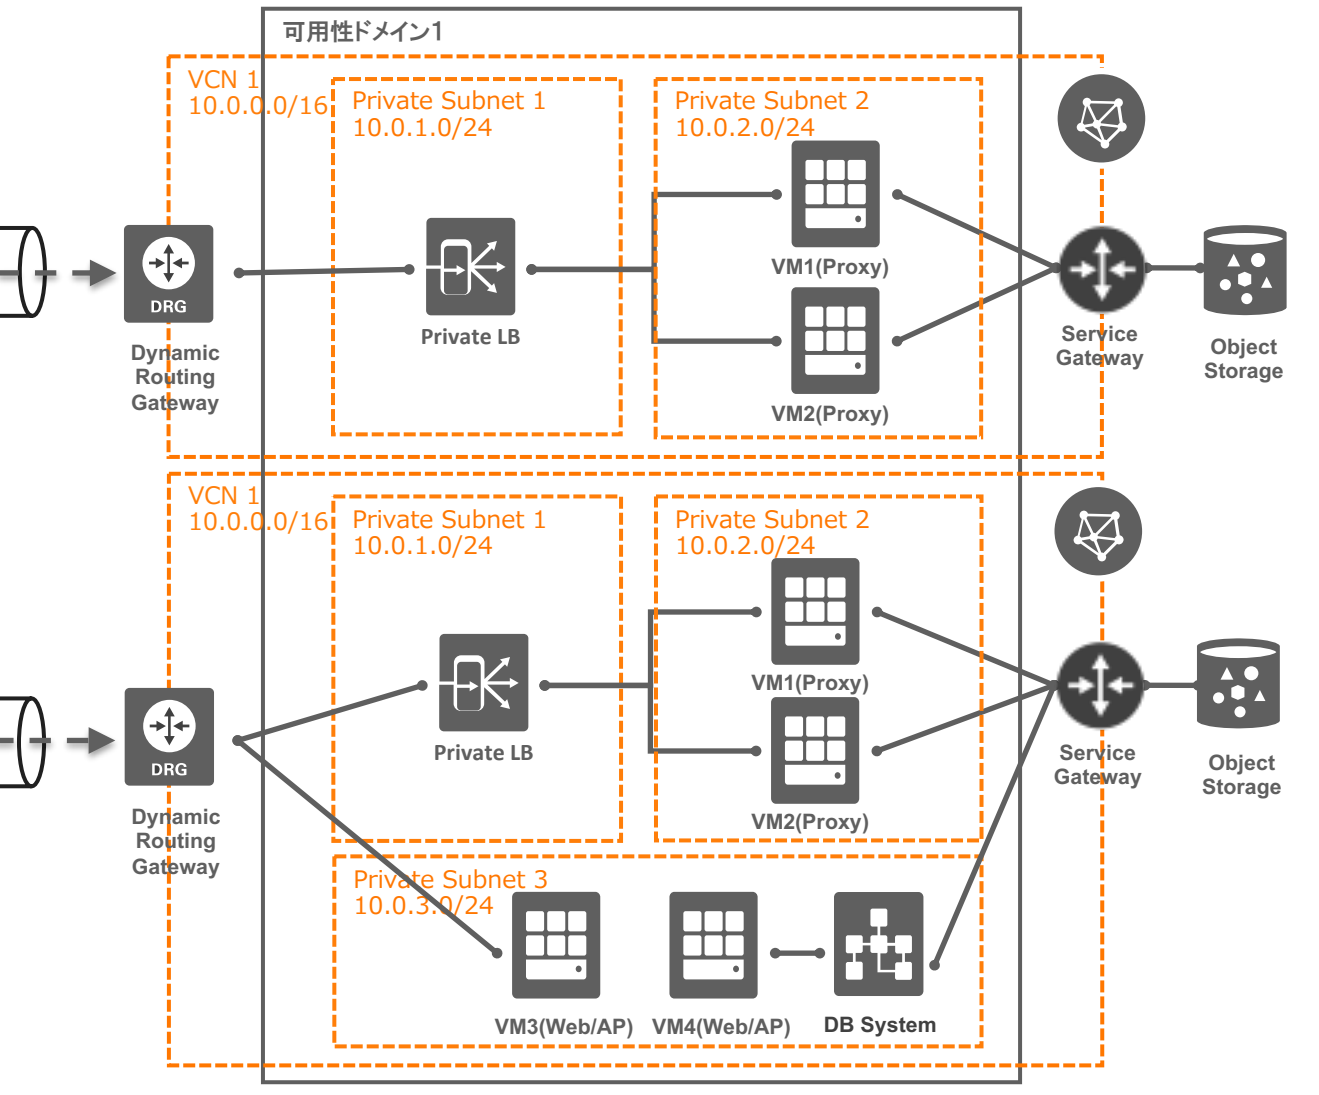 可用性ドメイン1
VCN 1
10.0.0.0/16
Private Subnet 1
10.0.1.0/24
Private Subnet 2
10.0.2.0/24
DRG
Dynamic
Routing
Gateway
Private LB
VM1(Proxy)
VM2(Proxy)
Service
Gateway
Object
Storage
VCN 1
10.0.0.0/16
Private Subnet 1
10.0.1.0/24
Private Subnet 2
10.0.2.0/24
DRG
Dynamic
Routing
Gateway
Private LB
VM1(Proxy)
VM2(Proxy)
Service
Gateway
Object
Storage
Private Subnet 3
10.0.3.0/24
VM3(Web/AP)
VM4(Web/AP)
DB System